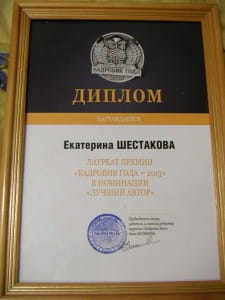 КАДРОВИК ГОДА
ДИПЛОМ
НАГРАЖДАЕТСЯ
Екатерина ШЕСТАКОВА
ЛАУРЕАТ ПРЕМИИ
«КАДРОВИК ГОДА – 2013»
В НОМИНАЦИИ
«ЛУЧШИЙ АВТОР»